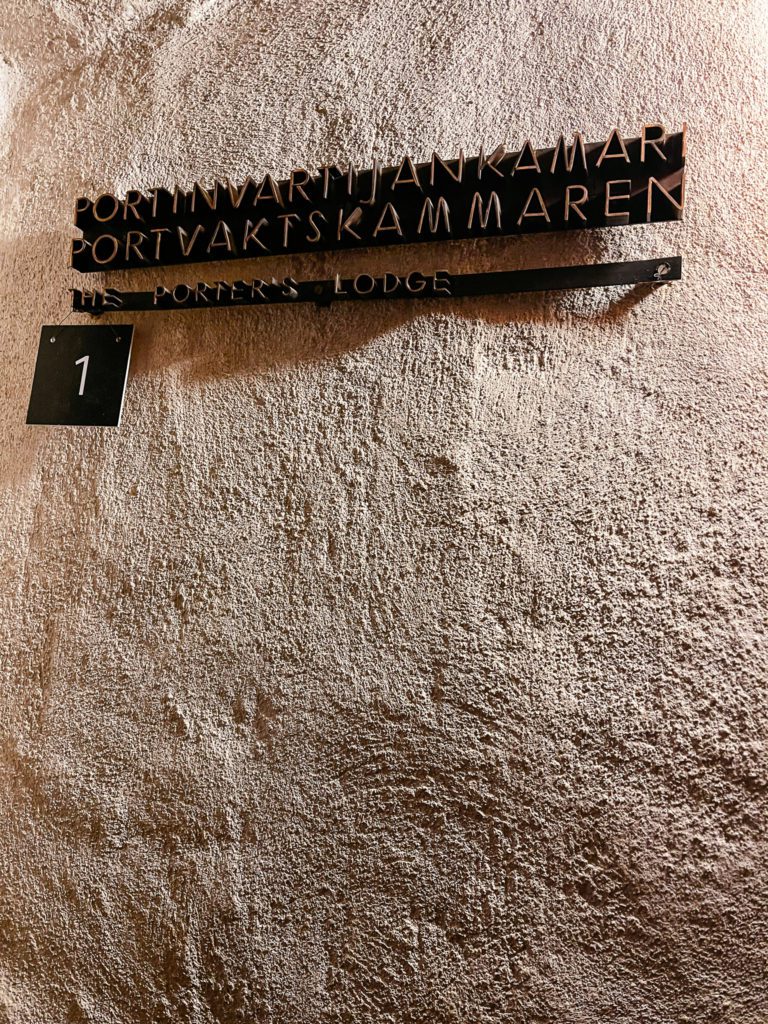 PORTINVARTIJANKAMARI
PORTVAKTSKAMMAREN
THE PORTER'S LODGE
1